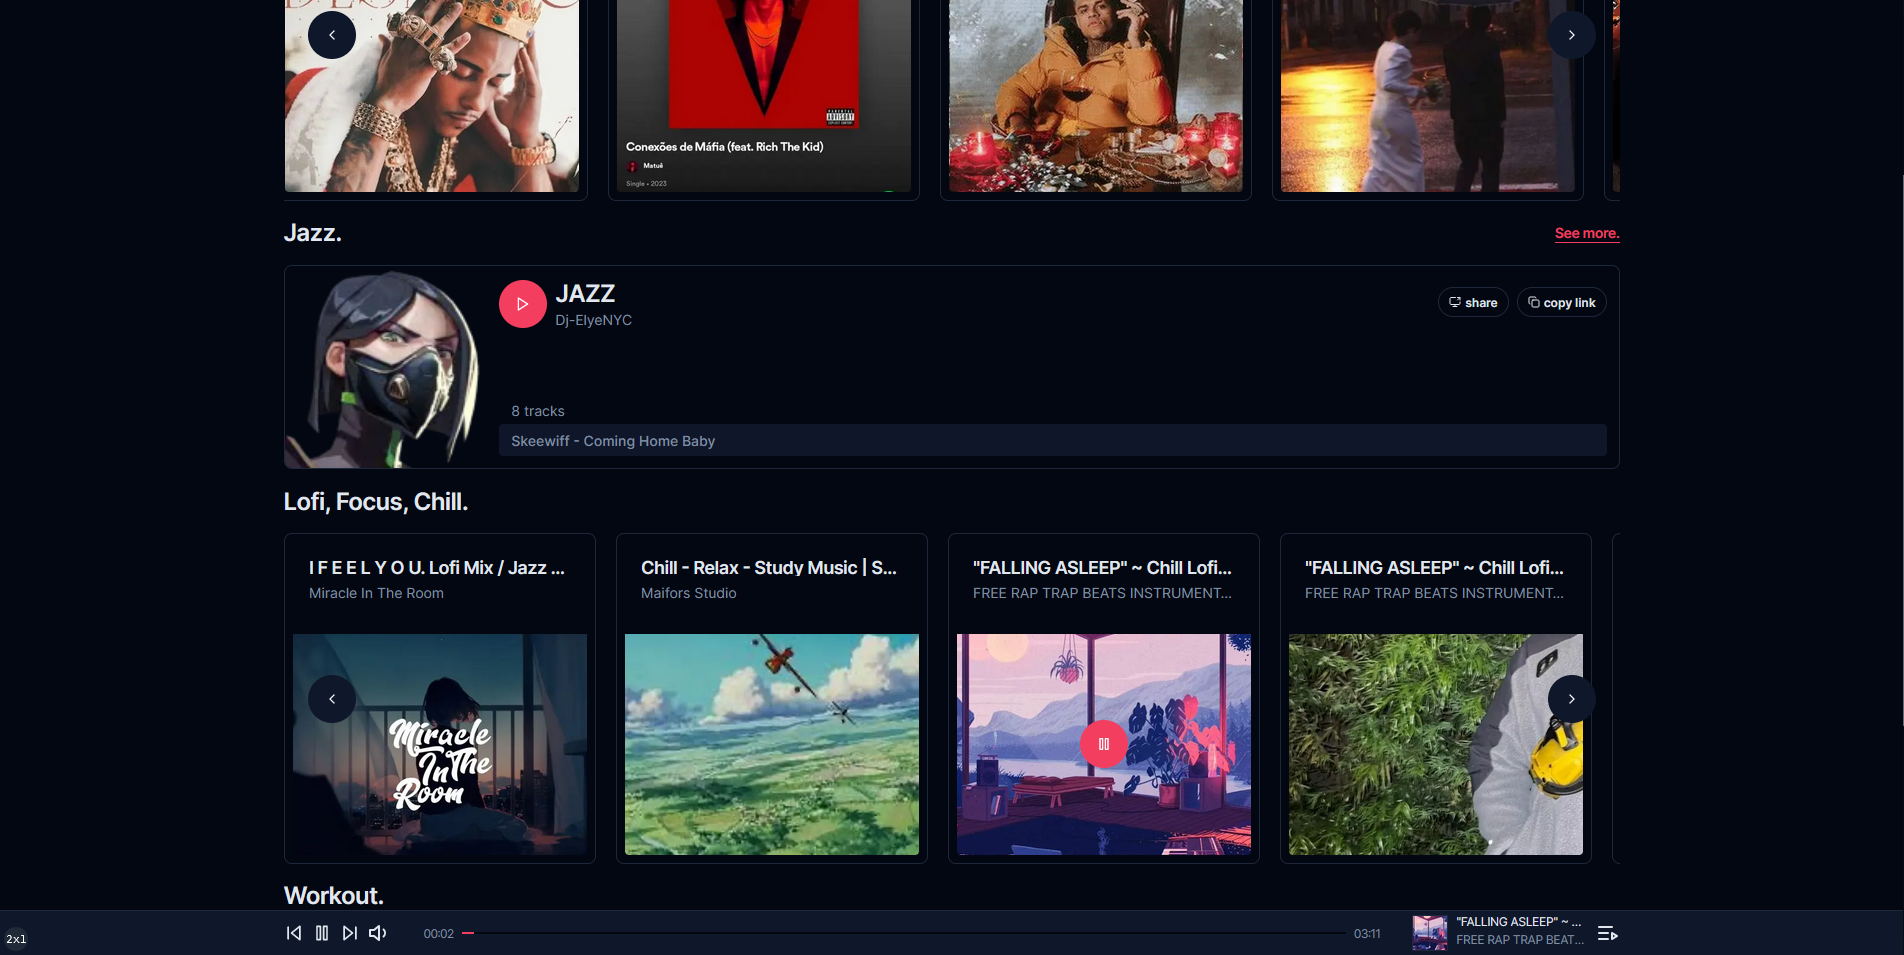 Conexões de Máfia (feat. Rich The Kid)
Matuê
Single • 2023
Jazz.
See more.
JAZZ
Dj-ElyeNYC
share
copy link
8 tracks
Skeewiff - Coming Home Baby
Lofi, Focus, Chill.
I F E E L Y O U. Lofi Mix / Jazz ...
Miracle In The Room
Chill - Relax - Study Music | S...
Maifors Studio
"FALLING ASLEEP" ~ Chill Lofi...
FREE RAP TRAP BEATS INSTRUMENT...
"FALLING ASLEEP" ~ Chill Lofi...
FREE RAP TRAP BEATS INSTRUMENT...
Miracle
In The
Room
Workout.
00:02
03:11
"FALLING ASLEEP" ~ ...
FREE RAP TRAP BEAT...
2x1